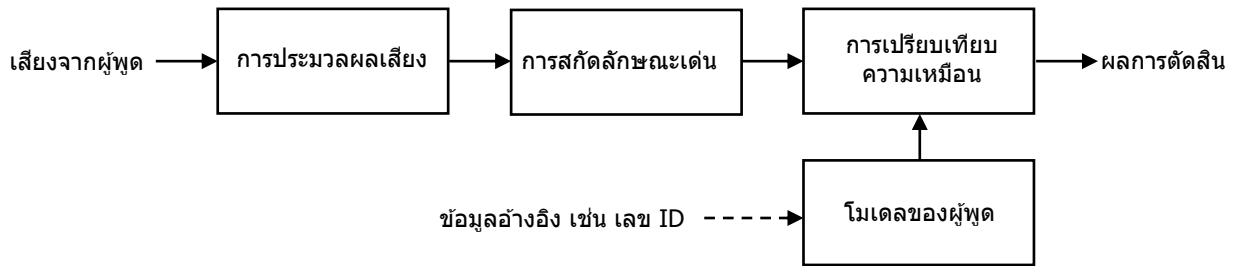 เสียงจากผู้พูด
การประมวลผลเสียง
การสกัดลักษณะเด่น
การเปรียบเทียบ
ความเหมือน
ผลการตัดสิน
ข้อมูลอ้างอิง เช่น เลข ID
โมเดลของผู้พูด